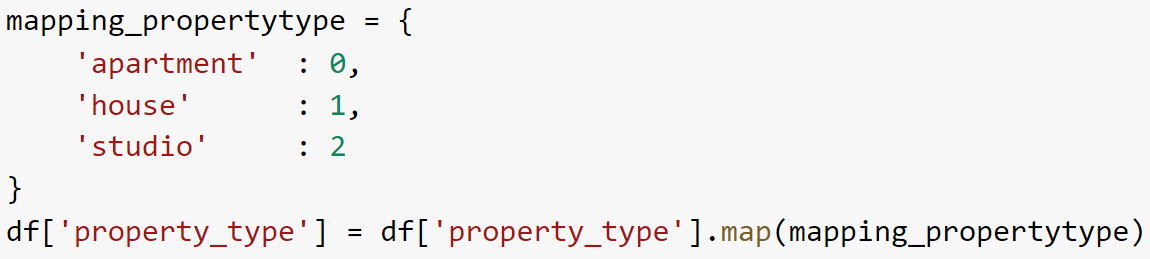 mapping_propertytype = {
    'apartment'  : 0,
    'house'      : 1,
    'studio'     : 2
}
df['property_type'] = df['property_type'].map(mapping_propertytype)